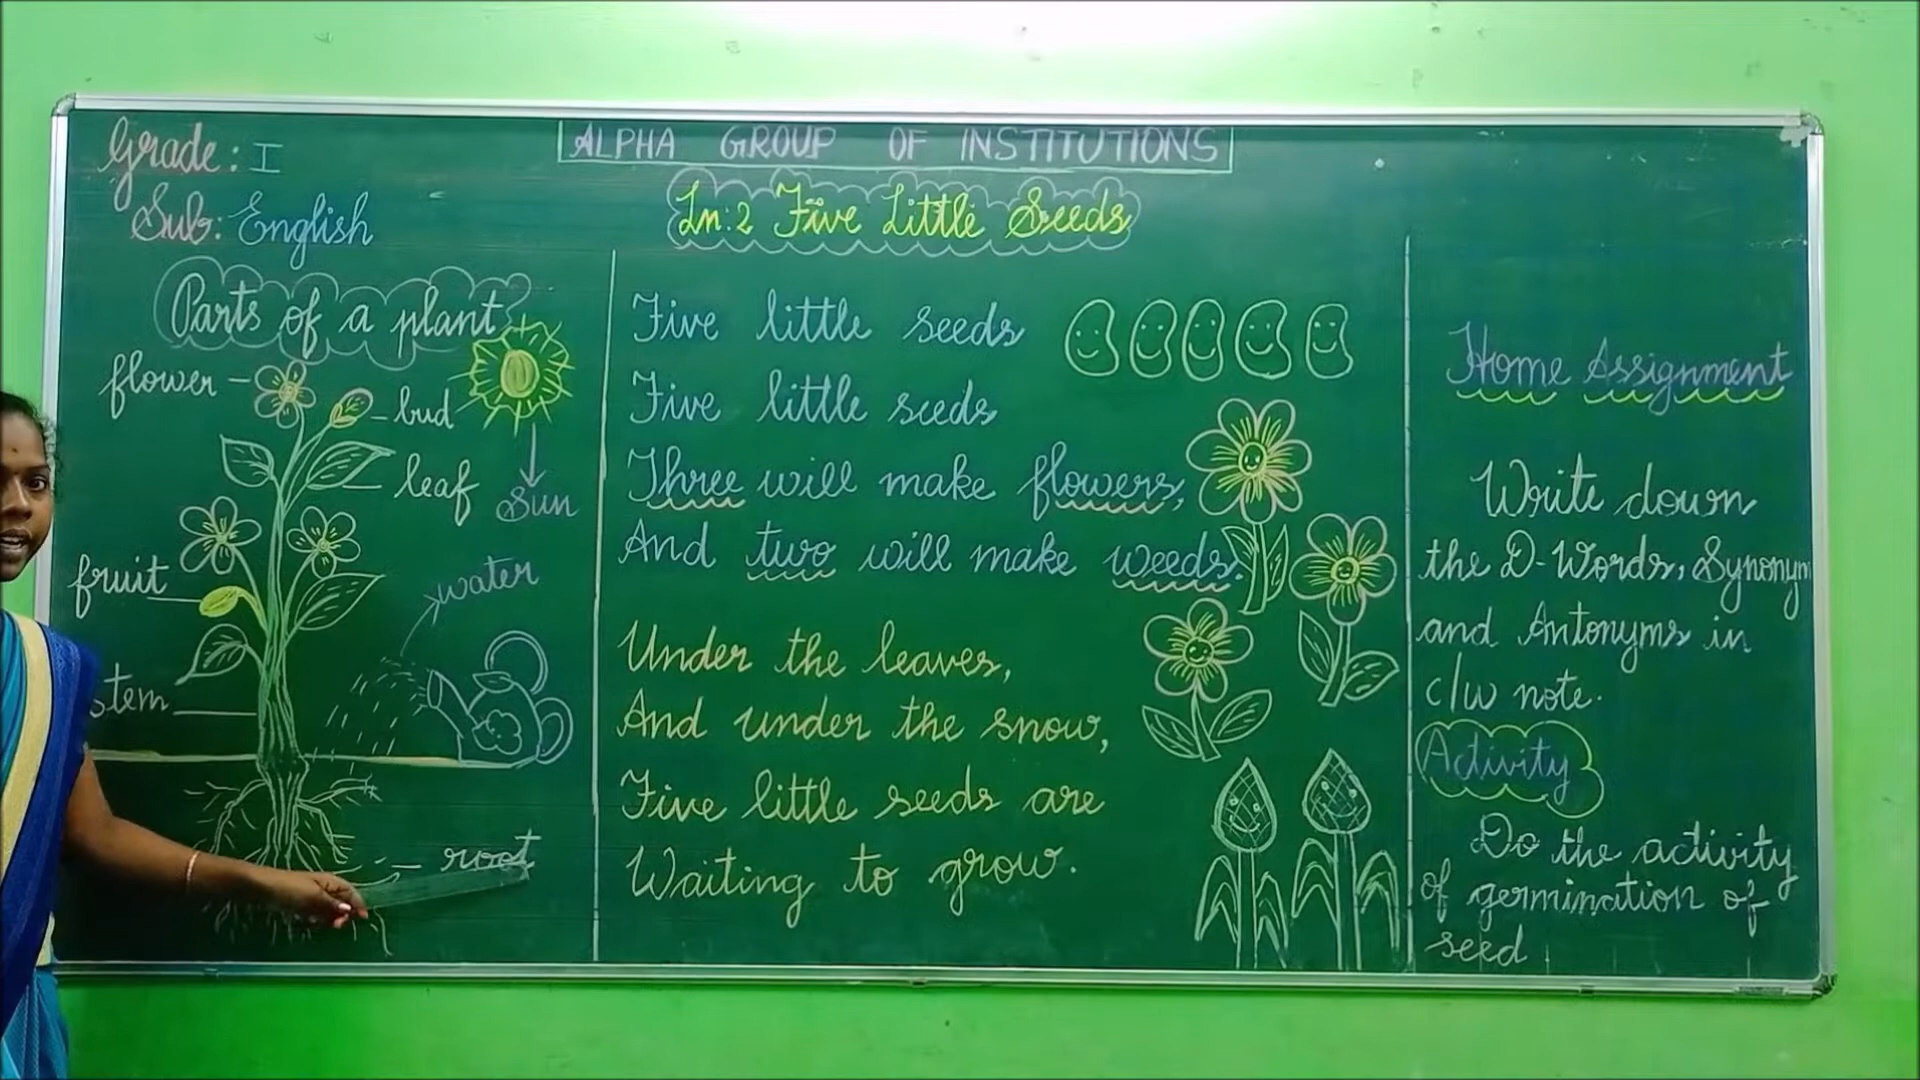 Grade: I
Sub: English
ALPHA GROUP OF INSTITUTIONS
Ln:2 Five Little Seeds
Parts of a plant
flower
bud
leaf
Sun
fruit
water
stem
root
Five little seeds
Five little seeds
Three will make flowers,
And two will make weeds.
Under the leaves,
And under the snow,
Five little seeds are
Waiting to grow.
Home Assignment
Write down
the D-Words, Synonym
and Antonyms in
c/w note.
Activity
Do the activity
of germination of
seed